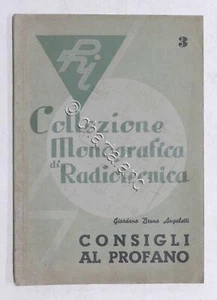 3
Collezione
Monografica
di Radiotecnica
Giordano Bruno Angeletti
CONSIGLI
AL PROFANO